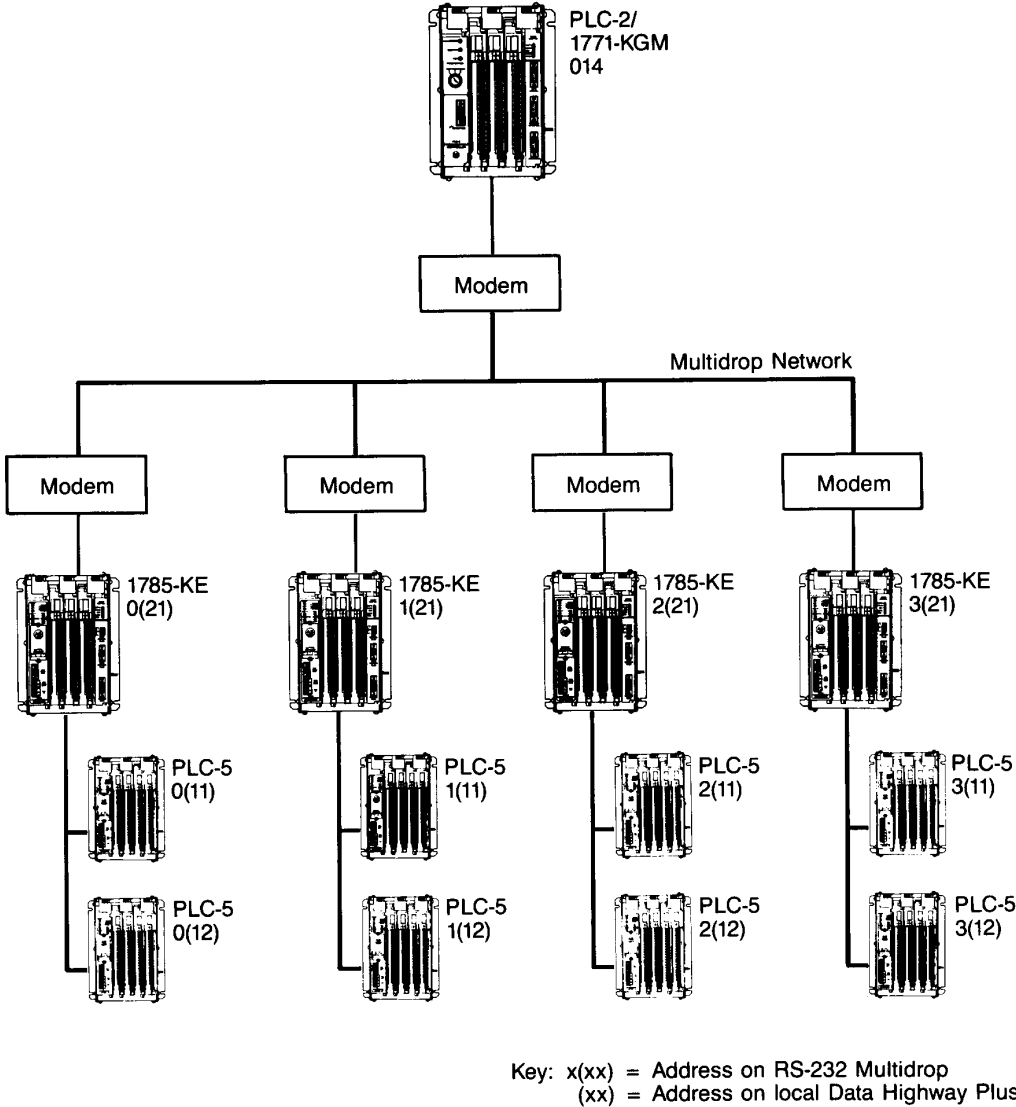 PLC-2/
1771-KGM
014
Modem
Multidrop Network
Modem
Modem
Modem
Modem
1785-KE
0(21)
1785-KE
1(21)
1785-KE
2(21)
1785-KE
3(21)
PLC-5
0(11)
PLC-5
1(11)
PLC-5
2(11)
PLC-5
3(11)
PLC-5
0(12)
PLC-5
1(12)
PLC-5
2(12)
PLC-5
3(12)
Key: x(xx) = Address on RS-232 Multidrop
(xx) = Address on local Data Highway Plus